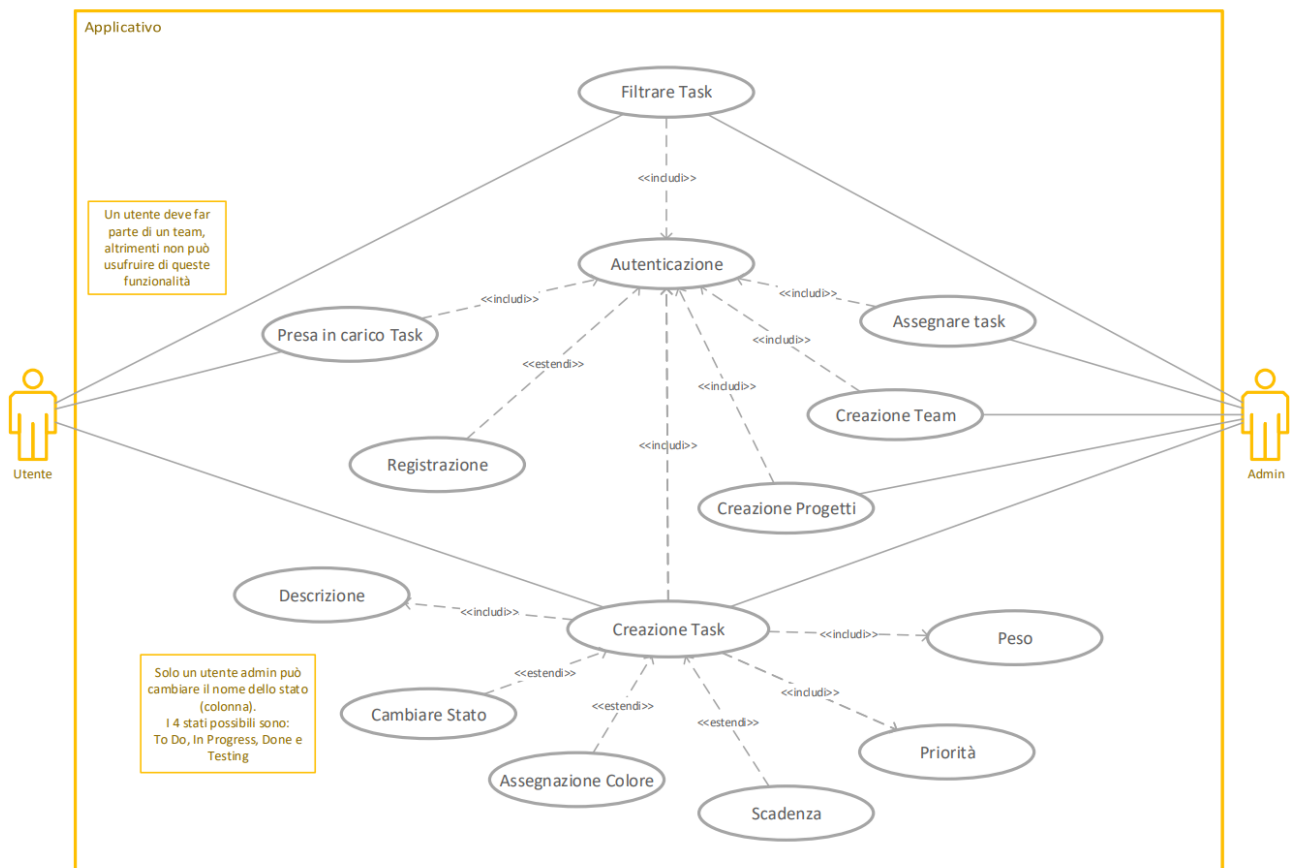 Applicativo
Filtrare Task
<<includi>>
Un utente deve far
parte di un team,
altrimenti non può
usufruire di queste
funzionalità
Autenticazione
<<includi>>
<<includi>>
Presa in carico Task
Assegnare task
<<includi>>
<<estendi>>
<<includi>>
Creazione Team
Utente
Registrazione
<<includi>>
Admin
Creazione Progetti
Descrizione
<<includi>>
Creazione Task
<<includi>>
Peso
Solo un utente admin può
cambiare il nome dello stato
(colonna).
I 4 stati possibili sono:
To Do, In Progress, Done e
Testing
<<estendi>>
<<includi>>
<<estendi>>
<<estendi>>
Cambiare Stato
Priorità
Assegnazione Colore
Scadenza